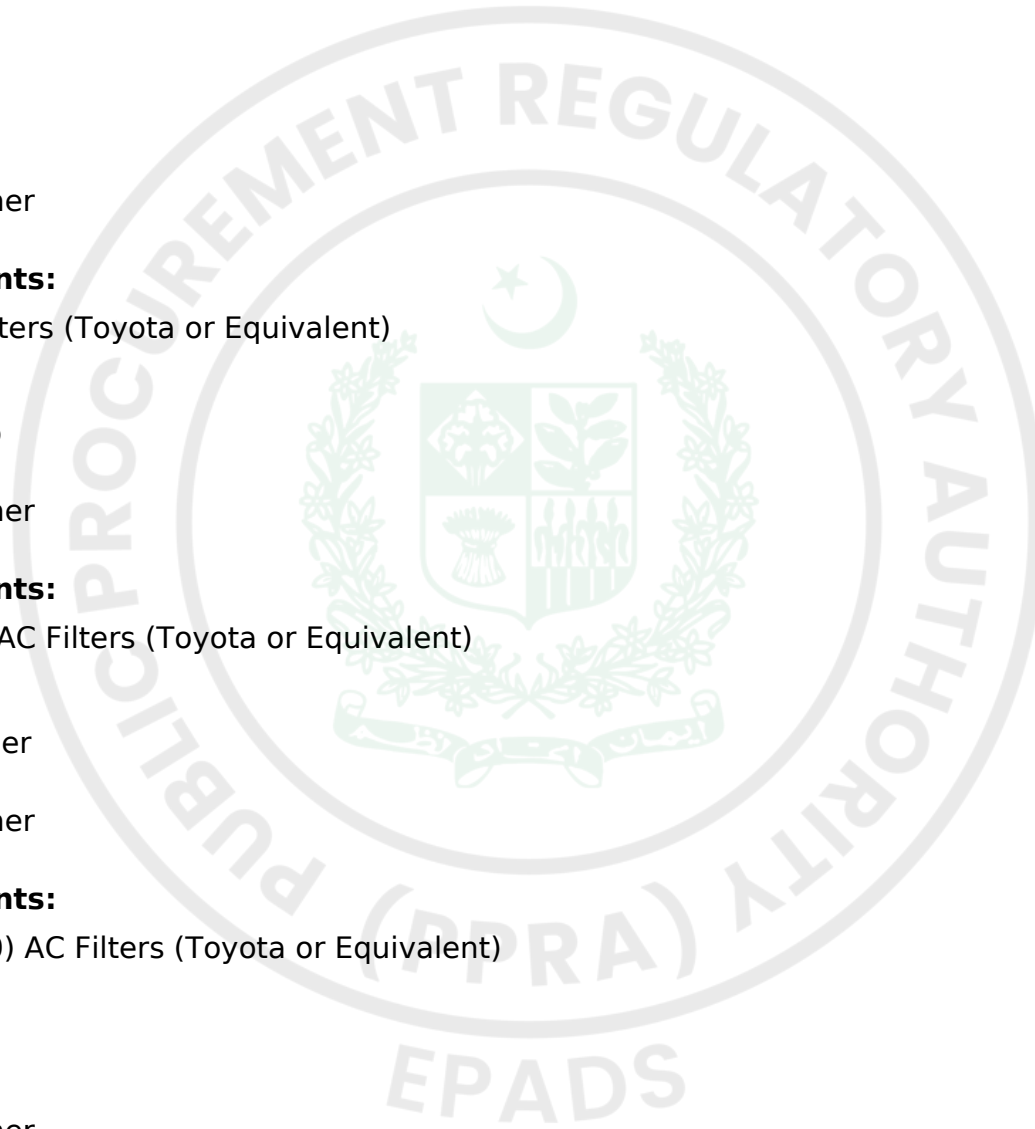 ner
nts:
ters (Toyota or Equivalent)
)
ner
nts:
AC Filters (Toyota or Equivalent)
er
ner
nts:
0) AC Filters (Toyota or Equivalent)
PUBLIC PROCUREMENT REGULATORY AUTHORITY
(PPRA)
EPADS